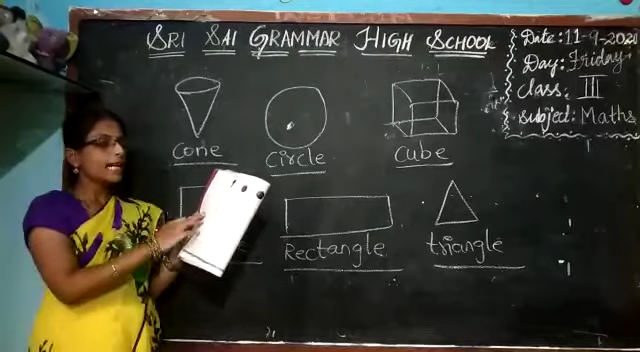 SRI SAI GRAMMAR HIGH SCHOOL
Date: 11-9-2020
Day: Friday
Class: III
Subject: Maths
Cone
Circle
Cube
Rectangle
triangle